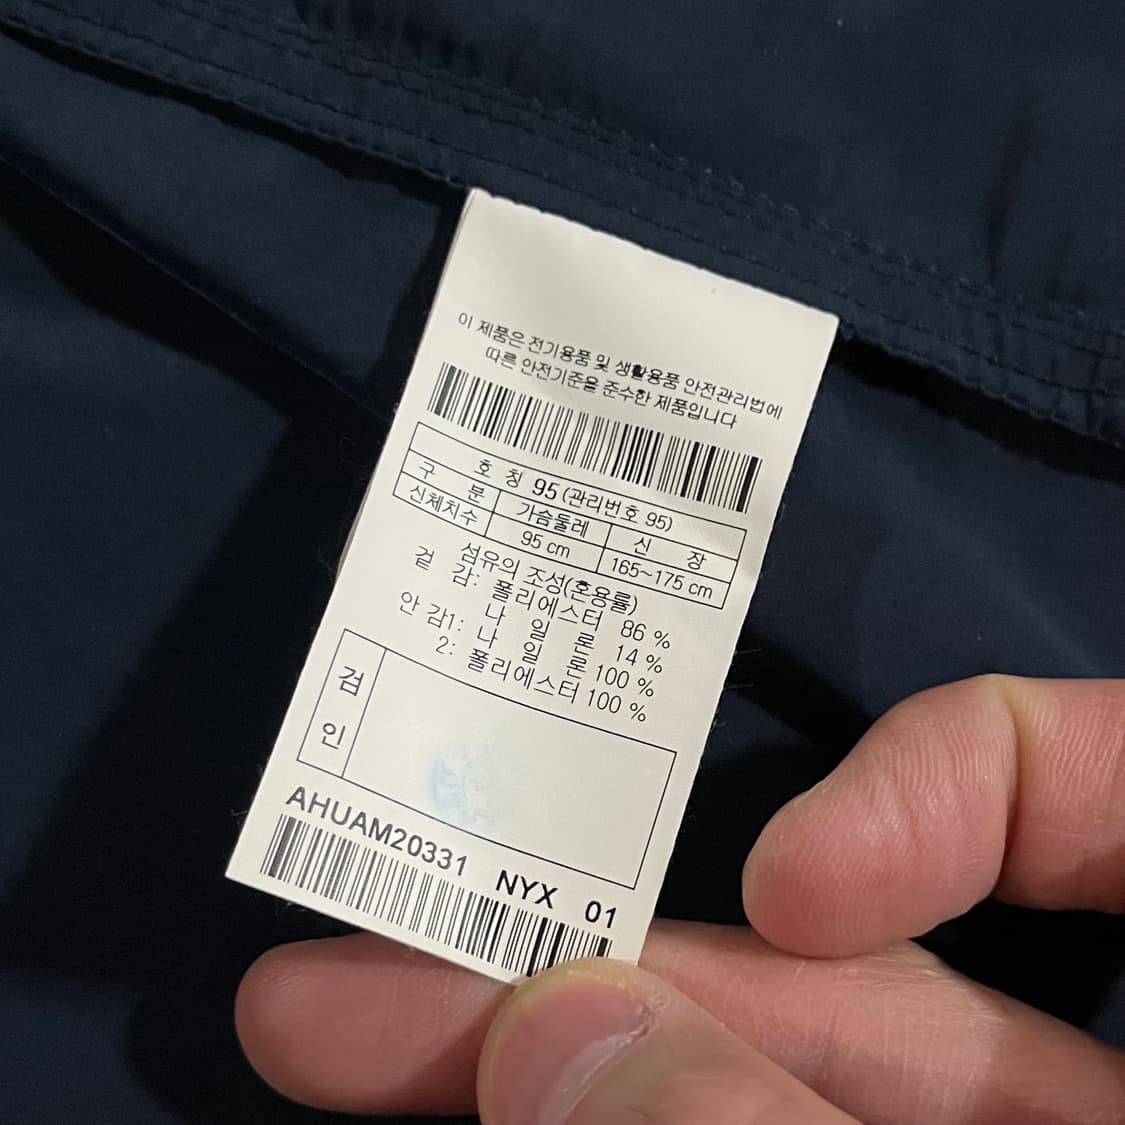 이 제품은 전기용품 및 생활용품 안전관리법에
따른 안전기준을 준수한 제품입니다
호 칭 95 (관리번호 95)
구 분 가슴둘레 신 장
신체치수 95 cm 165~175 cm
섬유의 조성(혼용률)
겉 감: 폴리에스터 86 %
나 일 론 14 %
안 감1: 나 일 론 100 %
2: 폴리에스터 100 %
검
인
AHUAM20331 NYX 01